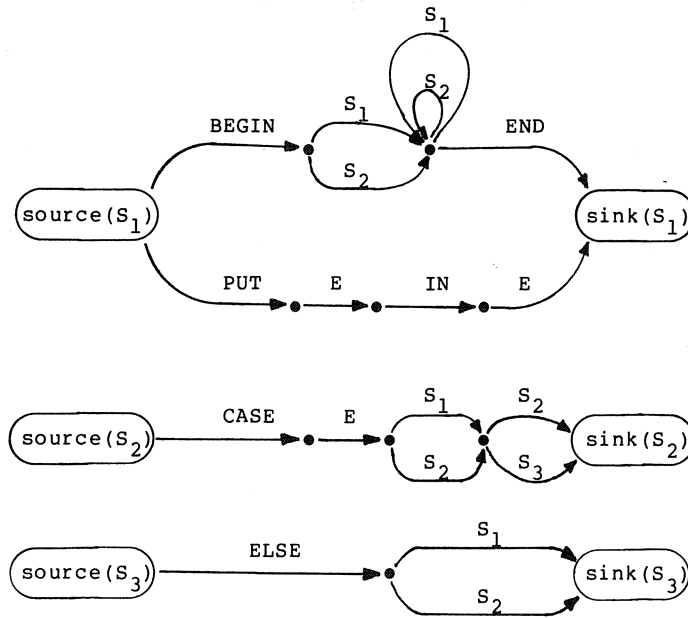 S1
S2
S1
BEGIN
END
S2
source(S1)
sink(S1)
PUT E IN E
CASE E S1 S2
source(S2)
sink(S2)
S2 S3
ELSE
S1
source(S3)
sink(S3)
S2